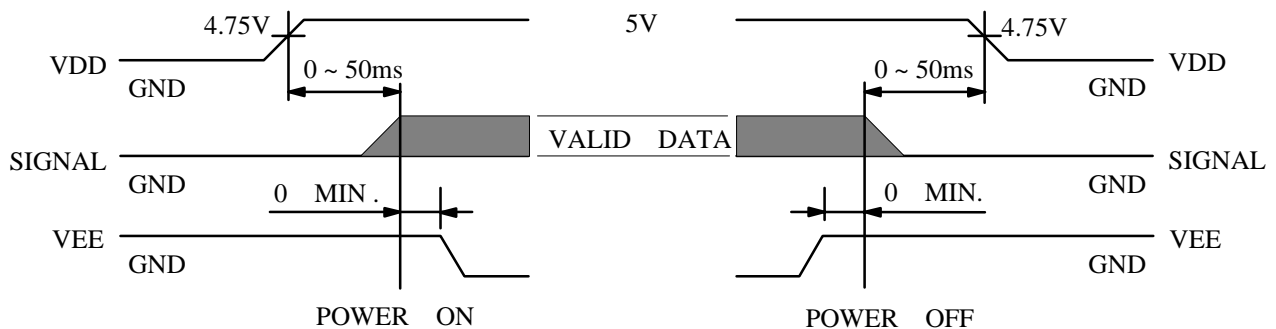 4.75V 5V 4.75V
VDD 0 ~ 50ms 0 ~ 50ms VDD
GND GND
VALID DATA
SIGNAL SIGNAL
GND GND
0 MIN . 0 MIN.
VEE VEE
GND GND
POWER ON POWER OFF